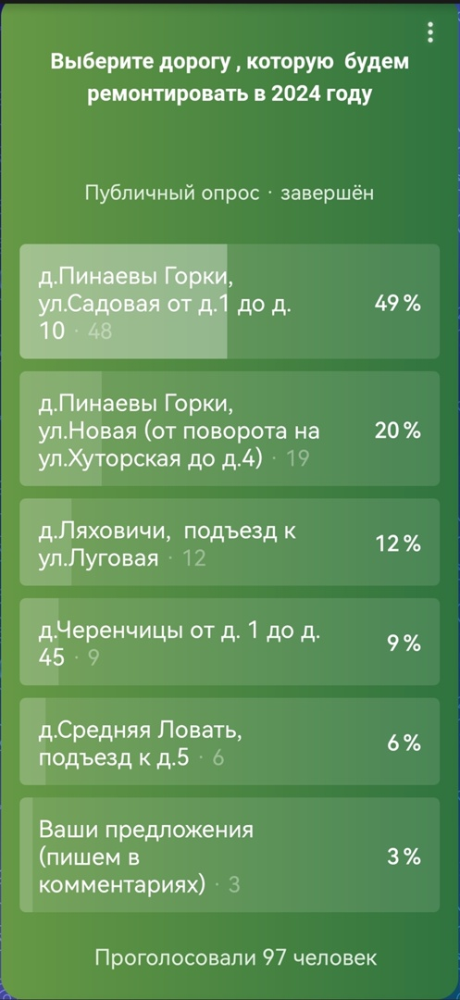 Выберите дорогу , которую  будем
ремонтировать в 2024 году
Публичный опрос · завершён
д.Пинаевы Горки,
ул.Садовая от д.1 до д.
10 · 48
49 %
д.Пинаевы Горки,
ул.Новая (от поворота на
ул.Хуторская до д.4) · 19
20 %
д.Ляховичи,  подъезд к
ул.Луговая · 12
12 %
д.Черенчицы от д. 1 до д.
45 · 9
9 %
д.Средняя Ловать,
подъезд к д.5 · 6
6 %
Ваши предложения
(пишем в
комментариях) · 3
3 %
Проголосовали 97 человек